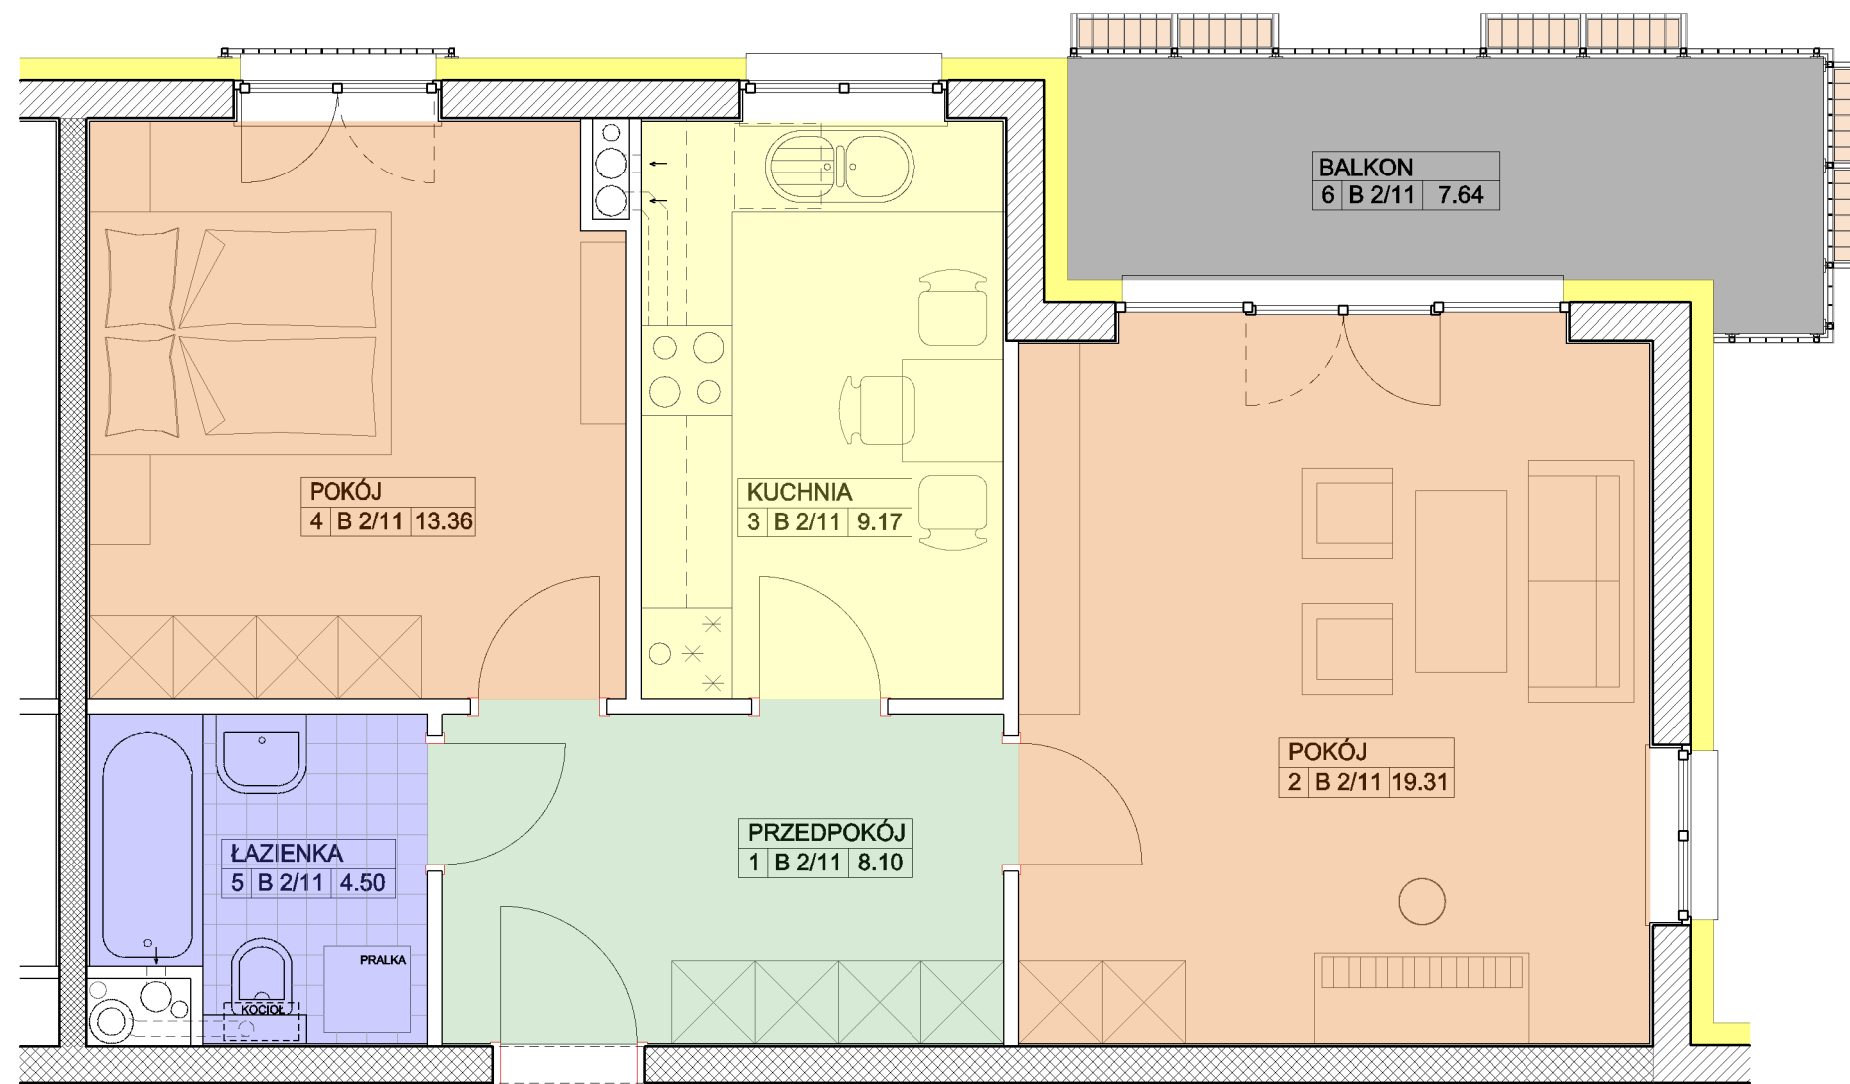 BALKON
6 B 2/11 7.64
POKÓJ
4 B 2/11 13.36
KUCHNIA
3 B 2/11 9.17
POKÓJ
2 B 2/11 19.31
PRZEDPOKÓJ
1 B 2/11 8.10
ŁAZIENKA
5 B 2/11 4.50
PRALKA
KOCIOŁ